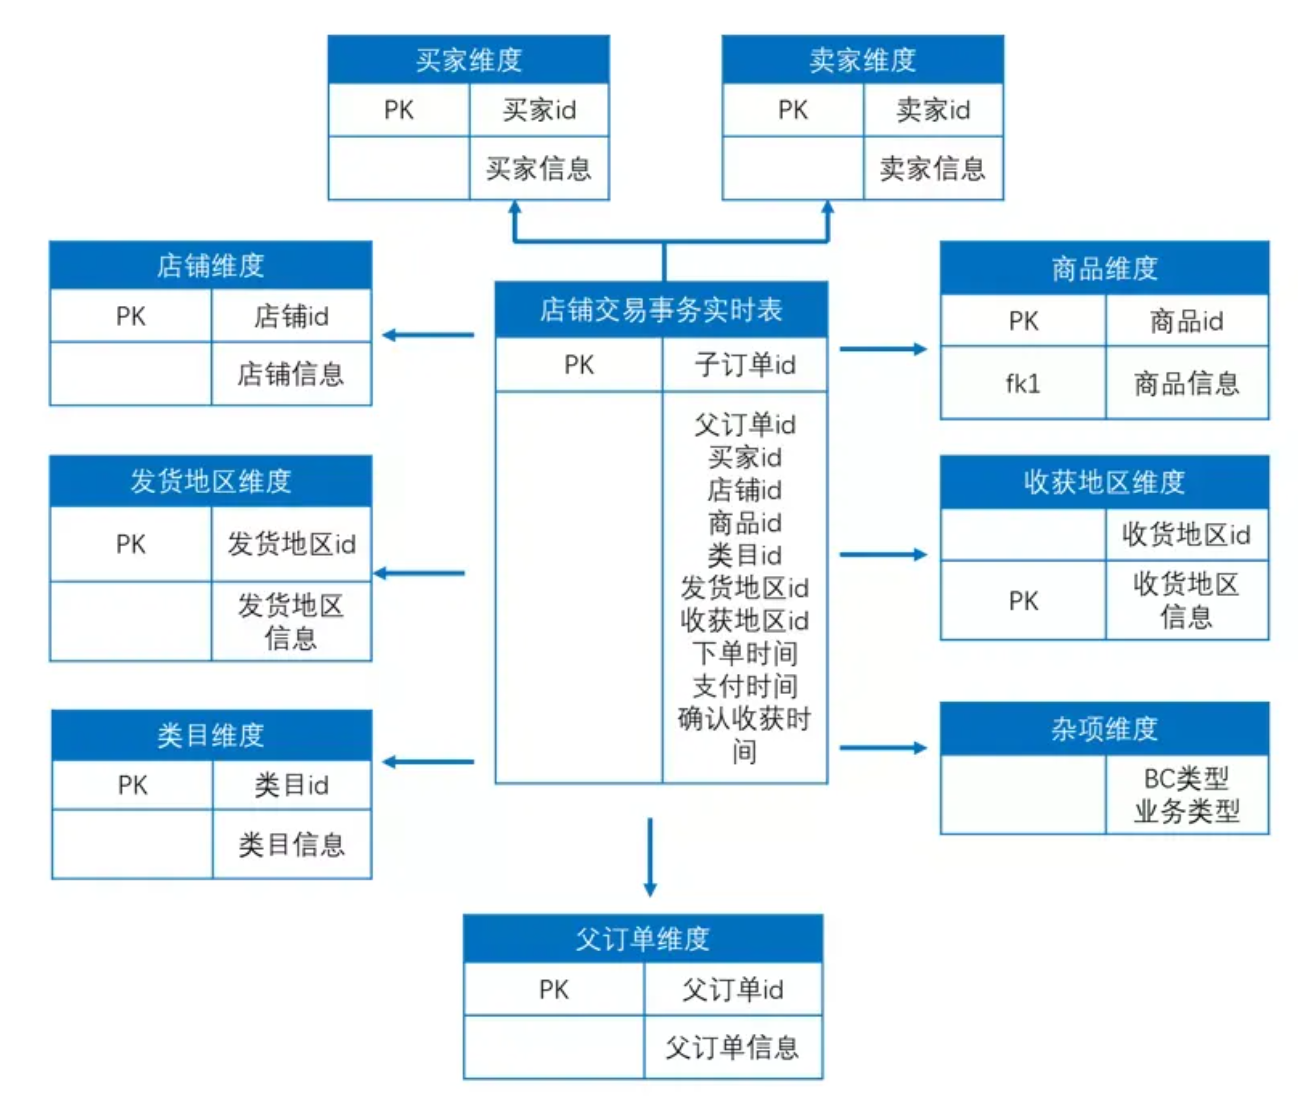 买家维度
PK 买家id
买家信息
卖家维度
PK 卖家id
卖家信息
店铺维度
PK 店铺id
店铺信息
店铺交易事务实时表
PK 子订单id
父订单id
买家id
店铺id
商品id
类目id
发货地区id
收获地区id
下单时间
支付时间
确认收获时
间
商品维度
PK 商品id
fk1 商品信息
发货地区维度
PK 发货地区id
发货地区
信息
收获地区维度
收货地区id
PK 收货地区
信息
类目维度
PK 类目id
类目信息
杂项维度
BC类型
业务类型
父订单维度
PK 父订单id
父订单信息